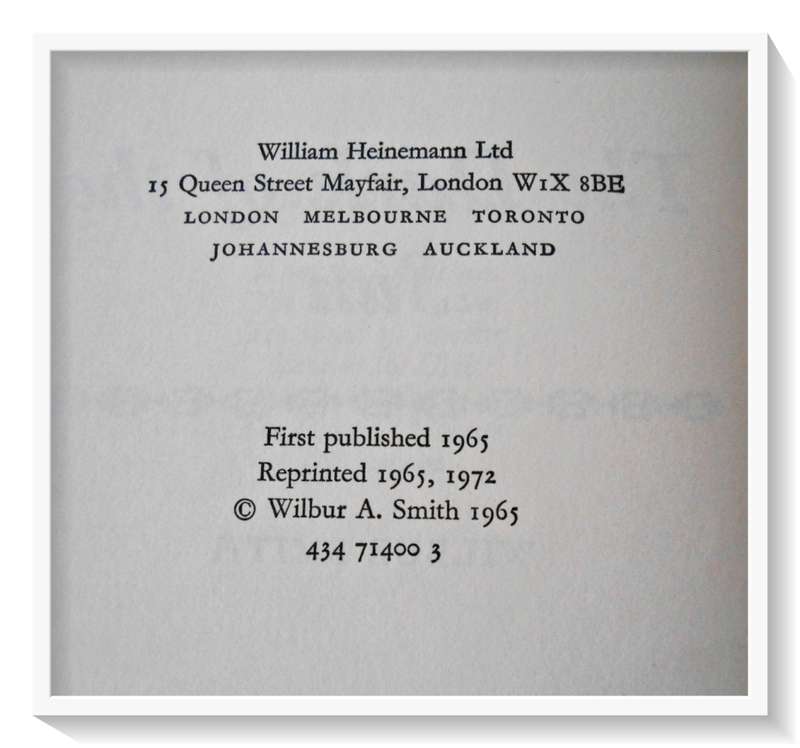 William Heinemann Ltd
15 Queen Street Mayfair, London W1X 8BE
LONDON MELBOURNE TORONTO
JOHANNESBURG AUCKLAND
First published 1965
Reprinted 1965, 1972
© Wilbur A. Smith 1965
434 71400 3